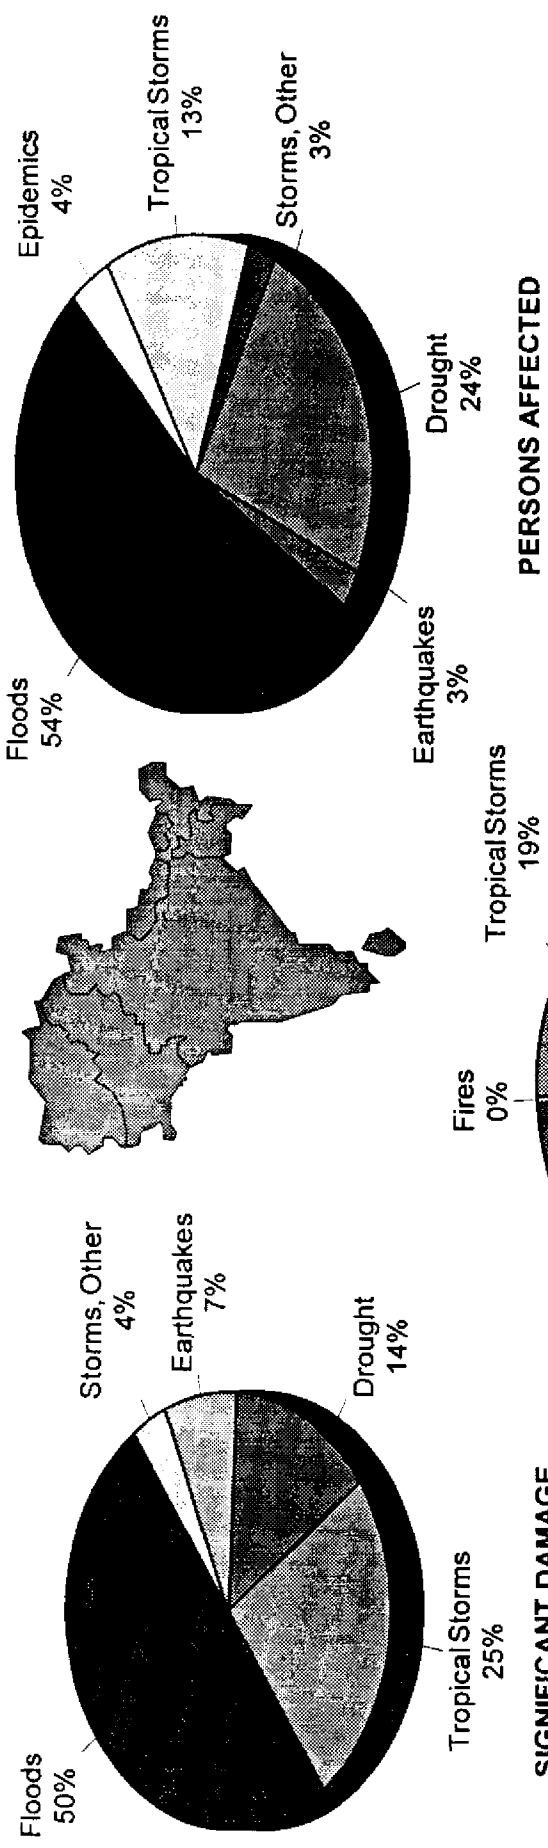 Floods
50%
Storms, Other
4%
Earthquakes
7%
Drought
14%
Tropical Storms
25%
SIGNIFICANT DAMAGE
Floods
54%
Epidemics
4%
Tropical Storms
13%
Storms, Other
3%
Drought
24%
Earthquakes
3%
PERSONS AFFECTED
Fires
0%
Tropical Storms
19%